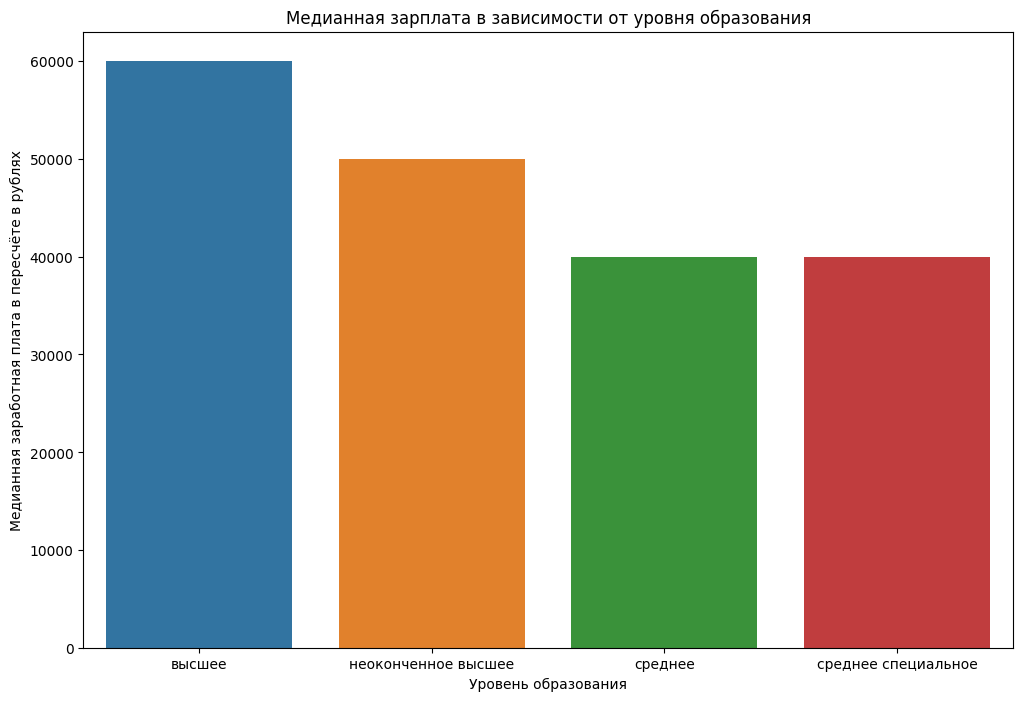 Медианная зарплата в зависимости от уровня образования
Медианная заработная плата в пересчёте в рублях
60000
50000
40000
30000
20000
10000
0
высшее
неоконченное высшее
среднее
среднее специальное
Уровень образования